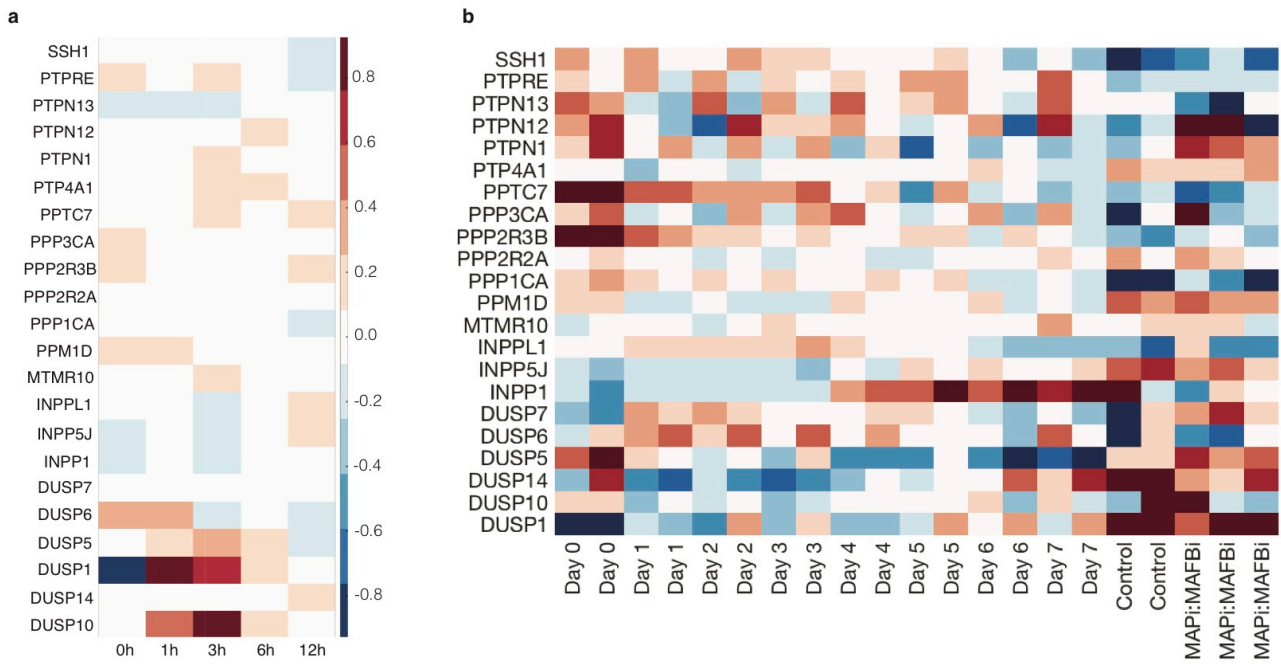 a
SSH1
PTPRE
PTPN13
PTPN12
PTPN1
PTP4A1
PPTC7
PPP3CA
PPP2R3B
PPP2R2A
PPP1CA
PPM1D
MTMR10
INPPL1
INPP5J
INPP1
DUSP7
DUSP6
DUSP5
DUSP1
DUSP14
DUSP10
0h 1h 3h 6h 12h
0.8
0.6
0.4
0.2
0.0
-0.2
-0.4
-0.6
-0.8
b
SSH1
PTPRE
PTPN13
PTPN12
PTPN1
PTP4A1
PPTC7
PPP3CA
PPP2R3B
PPP2R2A
PPP1CA
PPM1D
MTMR10
INPPL1
INPP5J
INPP1
DUSP7
DUSP6
DUSP5
DUSP14
DUSP10
DUSP1
Day 0
Day 0
Day 1
Day 1
Day 2
Day 2
Day 3
Day 3
Day 4
Day 4
Day 5
Day 5
Day 6
Day 6
Day 7
Day 7
Control
Control
MAPi:MAFBi
MAPi:MAFBi
MAPi:MAFBi